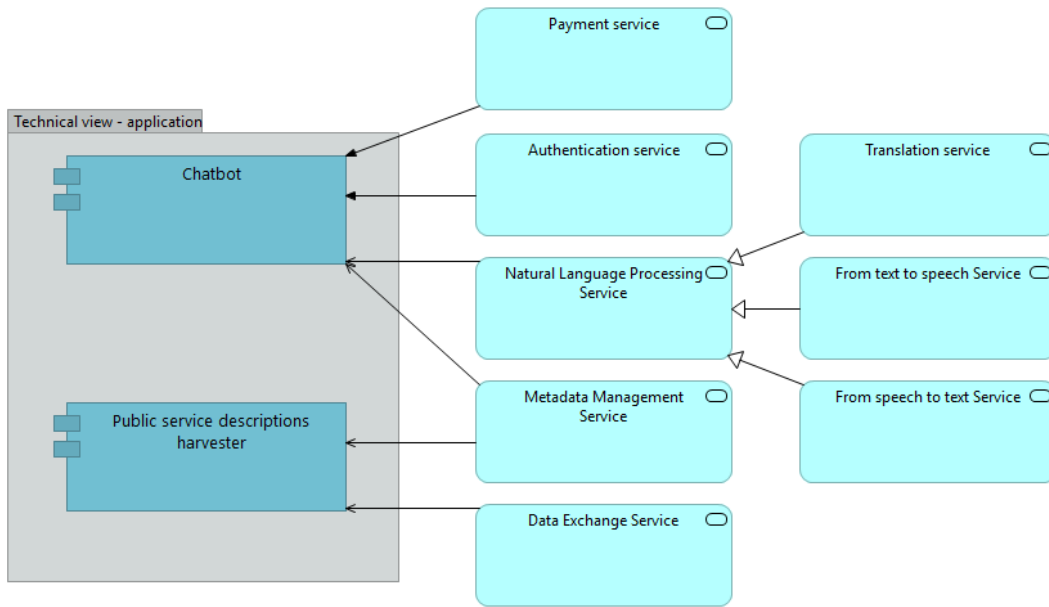 Payment service
Technical view - application
Chatbot
Authentication service
Translation service
Natural Language Processing
Service
From text to speech Service
Metadata Management
Service
From speech to text Service
Public service descriptions
harvester
Data Exchange Service